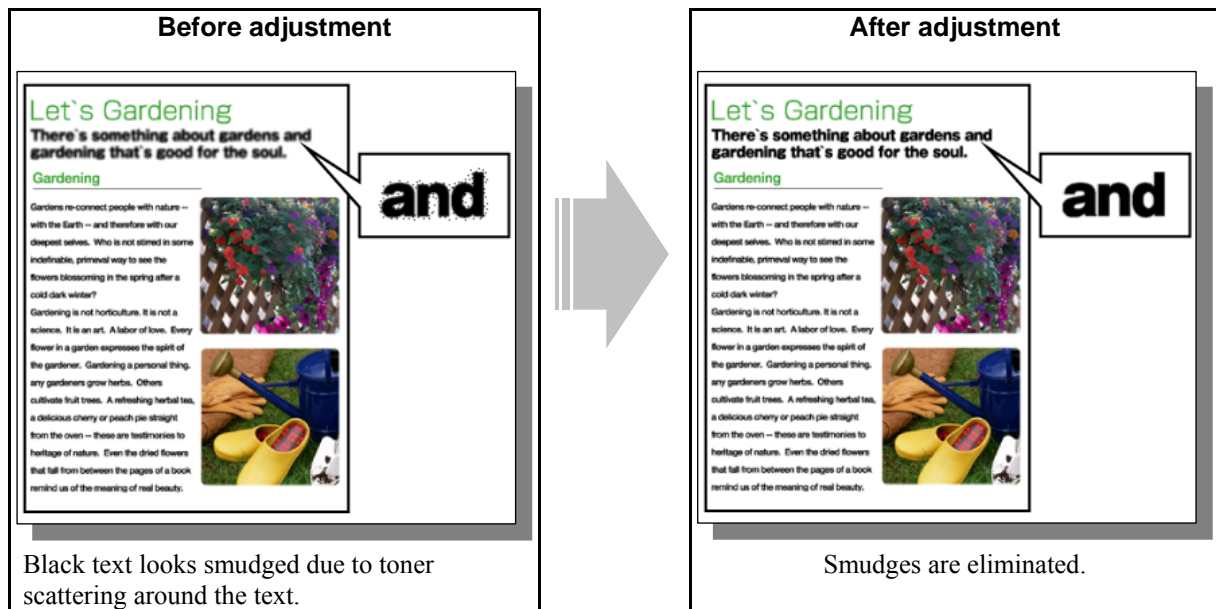 Before adjustment
Let`s Gardening
There`s something about gardens and
gardening that`s good for the soul.
and
Gardening
Gardens re-connect people with nature --
with the Earth -- and therefore with our
deepest selves. Who is not stirred in some
indefinable, primeval way to see the
flowers blossoming in the spring after a
cold dark winter?
Gardening is not horticulture. It is not a
science. It is an art. A labor of love. Every
flower in a garden expresses the spirit of
the gardener. Gardening a personal thing,
any gardeners grow herbs. Others
cultivate fruit trees. A refreshing herbal tea,
a delicious cherry or peach pie straight
from the oven -- these are testimonies to
heritage of nature. Even the dried flowers
that fall from between the pages of a book
remind us of the meaning of real beauty.
Black text looks smudged due to toner
scattering around the text.
After adjustment
Let`s Gardening
There`s something about gardens and
gardening that`s good for the soul.
and
Gardening
Gardens re-connect people with nature --
with the Earth -- and therefore with our
deepest selves. Who is not stirred in some
indefinable, primeval way to see the
flowers blossoming in the spring after a
cold dark winter?
Gardening is not horticulture. It is not a
science. It is an art. A labor of love. Every
flower in a garden expresses the spirit of
the gardener. Gardening a personal thing,
any gardeners grow herbs. Others
cultivate fruit trees. A refreshing herbal tea,
a delicious cherry or peach pie straight
from the oven -- these are testimonies to
heritage of nature. Even the dried flowers
that fall from between the pages of a book
remind us of the meaning of real beauty.
Smudges are eliminated.